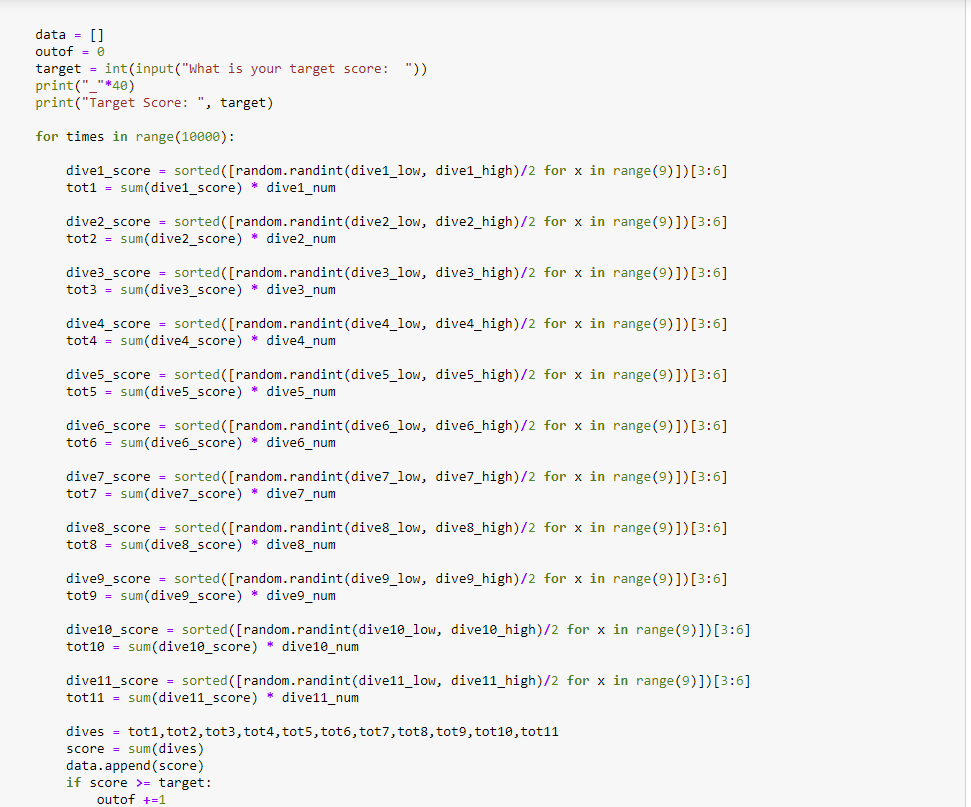 data = []
outof = 0
target = int(input("What is your target score:  "))
print("_"*40)
print("Target Score: ", target)
for times in range(10000):
    dive1_score = sorted([random.randint(dive1_low, dive1_high)/2 for x in range(9)])[3:6]
    tot1 = sum(dive1_score) * dive1_num
    dive2_score = sorted([random.randint(dive2_low, dive2_high)/2 for x in range(9)])[3:6]
    tot2 = sum(dive2_score) * dive2_num
    dive3_score = sorted([random.randint(dive3_low, dive3_high)/2 for x in range(9)])[3:6]
    tot3 = sum(dive3_score) * dive3_num
    dive4_score = sorted([random.randint(dive4_low, dive4_high)/2 for x in range(9)])[3:6]
    tot4 = sum(dive4_score) * dive4_num
    dive5_score = sorted([random.randint(dive5_low, dive5_high)/2 for x in range(9)])[3:6]
    tot5 = sum(dive5_score) * dive5_num
    dive6_score = sorted([random.randint(dive6_low, dive6_high)/2 for x in range(9)])[3:6]
    tot6 = sum(dive6_score) * dive6_num
    dive7_score = sorted([random.randint(dive7_low, dive7_high)/2 for x in range(9)])[3:6]
    tot7 = sum(dive7_score) * dive7_num
    dive8_score = sorted([random.randint(dive8_low, dive8_high)/2 for x in range(9)])[3:6]
    tot8 = sum(dive8_score) * dive8_num
    dive9_score = sorted([random.randint(dive9_low, dive9_high)/2 for x in range(9)])[3:6]
    tot9 = sum(dive9_score) * dive9_num
    dive10_score = sorted([random.randint(dive10_low, dive10_high)/2 for x in range(9)])[3:6]
    tot10 = sum(dive10_score) * dive10_num
    dive11_score = sorted([random.randint(dive11_low, dive11_high)/2 for x in range(9)])[3:6]
    tot11 = sum(dive11_score) * dive11_num
    dives = tot1,tot2,tot3,tot4,tot5,tot6,tot7,tot8,tot9,tot10,tot11
    score = sum(dives)
    data.append(score)
    if score >= target:
        outof +=1